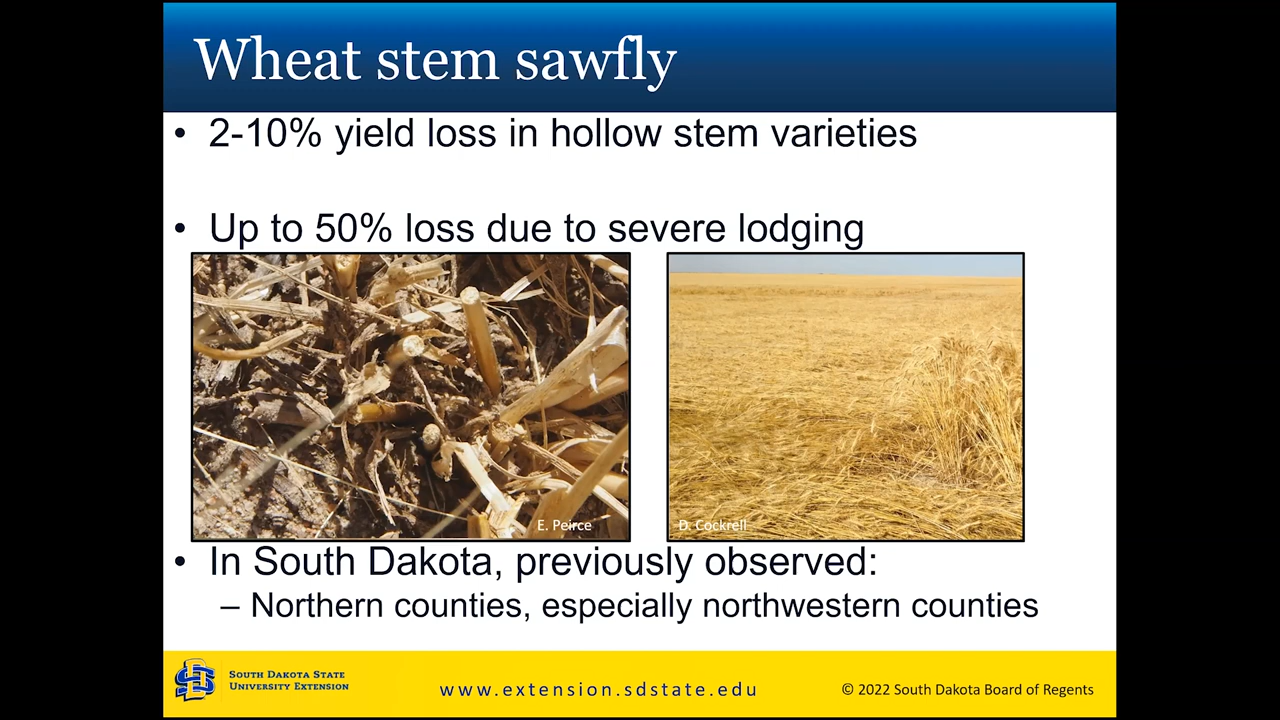 Wheat stem sawfly
• 2-10% yield loss in hollow stem varieties
• Up to 50% loss due to severe lodging
E. Peirce
D. Cockrell
• In South Dakota, previously observed:
– Northern counties, especially northwestern counties
SOUTH DAKOTA STATE
UNIVERSITY EXTENSION
www.extension.sdstate.edu
© 2022 South Dakota Board of Regents